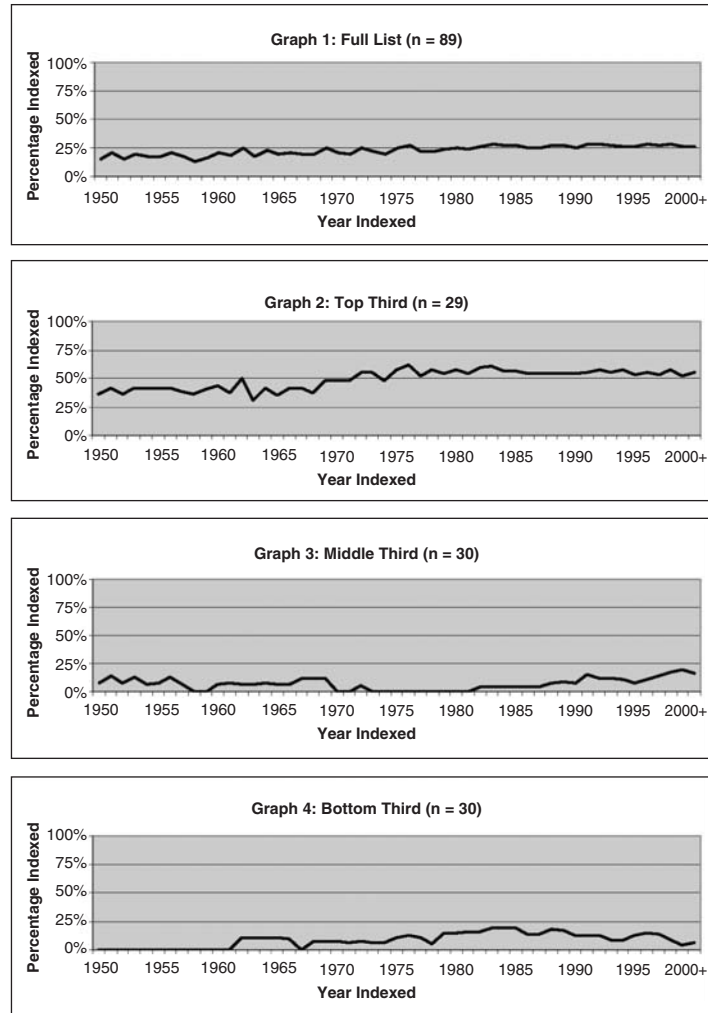 Graph 1: Full List (n = 89)
Percentage Indexed
100%
75%
50%
25%
0%
1950 1955 1960 1965 1970 1975 1980 1985 1990 1995 2000+
Year Indexed
Graph 2: Top Third (n = 29)
Percentage Indexed
100%
75%
50%
25%
0%
1950 1955 1960 1965 1970 1975 1980 1985 1990 1995 2000+
Year Indexed
Graph 3: Middle Third (n = 30)
Percentage Indexed
100%
75%
50%
25%
0%
1950 1955 1960 1965 1970 1975 1980 1985 1990 1995 2000+
Year Indexed
Graph 4: Bottom Third (n = 30)
Percentage Indexed
100%
75%
50%
25%
0%
1950 1955 1960 1965 1970 1975 1980 1985 1990 1995 2000+
Year Indexed